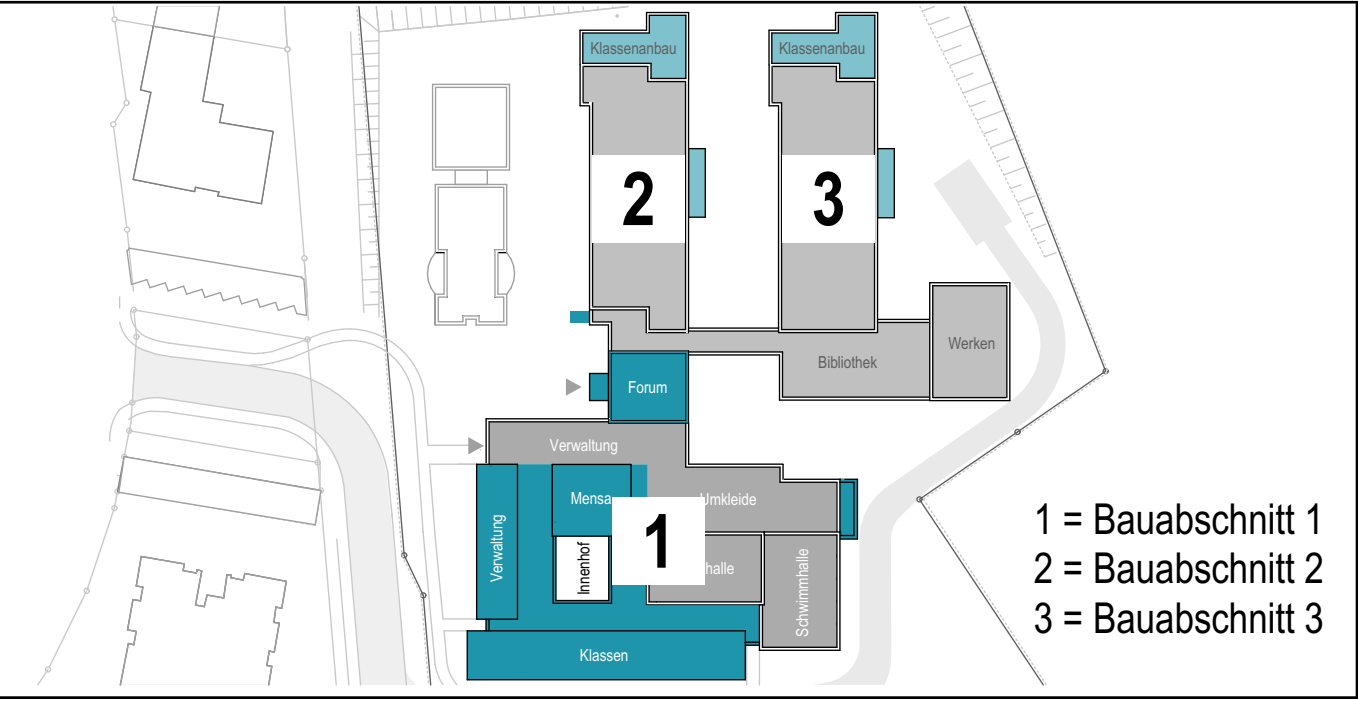 Klassenanbau
Klassenanbau
2
3
Werken
Bibliothek
Forum
Verwaltung
Mensa
Umkleide
Verwaltung
Innenhof
1
halle
Schwimmhalle
Klassen
1 = Bauabschnitt 1
2 = Bauabschnitt 2
3 = Bauabschnitt 3